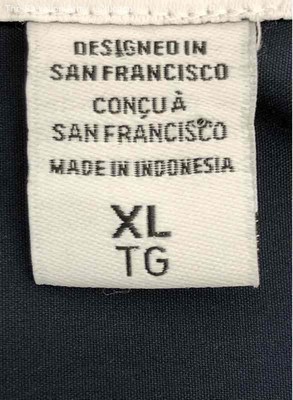 DESIGNED IN
SAN FRANCISCO
CONÇU À
SAN FRANCISCO
MADE IN INDONESIA
XL
TG